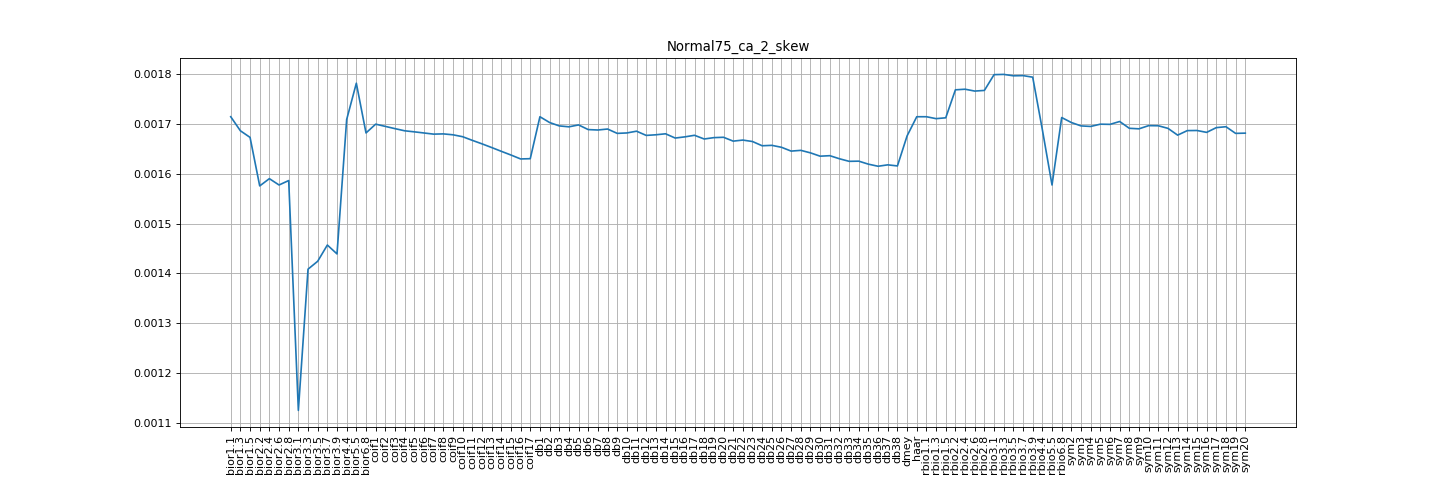 Normal75_ca_2_skew
0.0018
0.0017
0.0016
0.0015
0.0014
0.0013
0.0012
0.0011
bior1.1
bior1.3
bior1.5
bior2.2
bior2.4
bior2.6
bior2.8
bior3.1
bior3.3
bior3.5
bior3.7
bior3.9
bior4.4
bior5.5
bior6.8
coif1
coif2
coif3
coif4
coif5
coif6
coif7
coif8
coif9
coif10
coif11
coif12
coif13
coif14
coif15
coif16
coif17
db1
db2
db3
db4
db5
db6
db7
db8
db9
db10
db11
db12
db13
db14
db15
db16
db17
db18
db19
db20
db21
db22
db23
db24
db25
db26
db27
db28
db29
db30
db31
db32
db33
db34
db35
db36
db37
db38
dmey
haar
rbio1.1
rbio1.3
rbio1.5
rbio2.2
rbio2.4
rbio2.6
rbio2.8
rbio3.1
rbio3.3
rbio3.5
rbio3.7
rbio3.9
rbio4.4
rbio5.5
rbio6.8
sym2
sym3
sym4
sym5
sym6
sym7
sym8
sym9
sym10
sym11
sym12
sym13
sym14
sym15
sym16
sym17
sym18
sym19
sym20